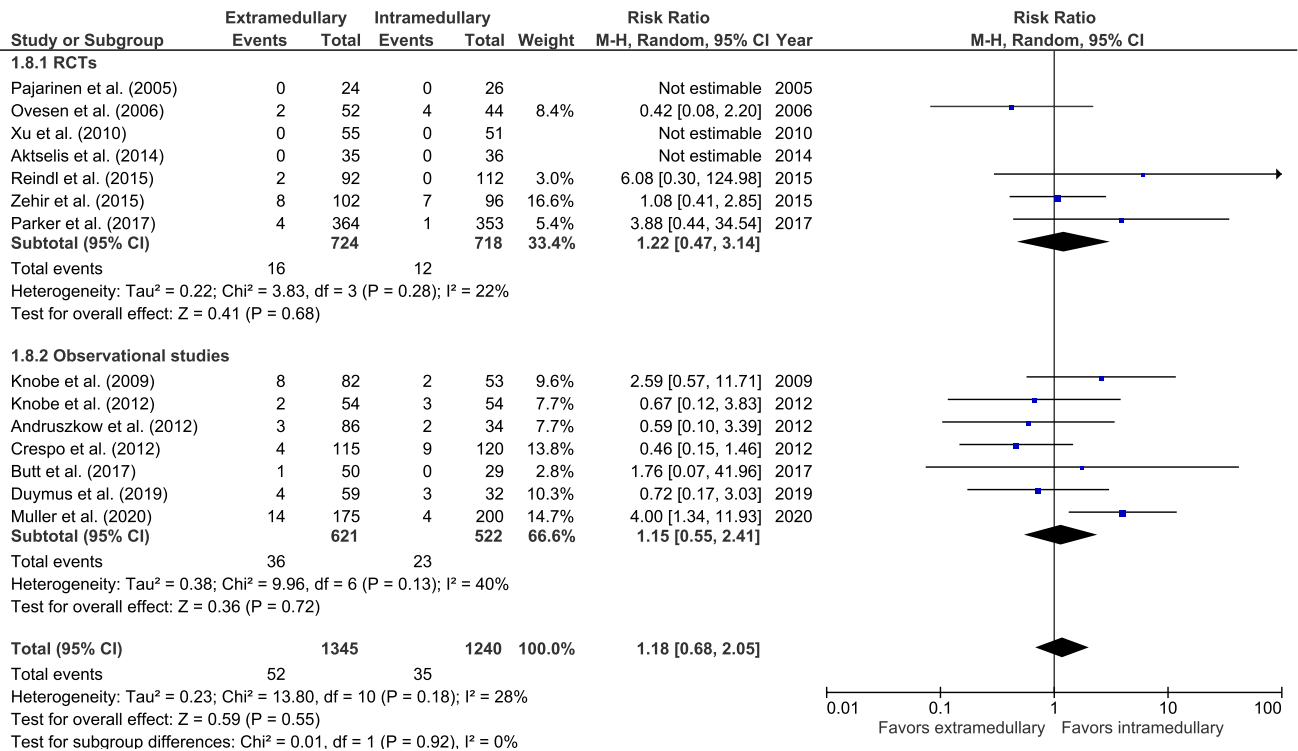 Extramedullary Intramedullary Risk Ratio Risk Ratio
Study or Subgroup Events Total Events Total Weight M-H, Random, 95% CI Year M-H, Random, 95% CI
1.8.1 RCTs
Pajarinen et al. (2005) 0 24 0 26 Not estimable 2005
Ovesen et al. (2006) 2 52 4 44 8.4% 0.42 [0.08, 2.20] 2006
Xu et al. (2010) 0 55 0 51 Not estimable 2010
Aktselis et al. (2014) 0 35 0 36 Not estimable 2014
Reindl et al. (2015) 2 92 0 112 3.0% 6.08 [0.30, 124.98] 2015
Zehir et al. (2015) 8 102 7 96 16.6% 1.08 [0.41, 2.85] 2015
Parker et al. (2017) 4 364 1 353 5.4% 3.88 [0.44, 34.54] 2017
Subtotal (95% CI) 724 718 33.4% 1.22 [0.47, 3.14]
Total events 16 12
Heterogeneity: Tau² = 0.22; Chi² = 3.83, df = 3 (P = 0.28); I² = 22%
Test for overall effect: Z = 0.41 (P = 0.68)
1.8.2 Observational studies
Knobe et al. (2009) 8 82 2 53 9.6% 2.59 [0.57, 11.71] 2009
Knobe et al. (2012) 2 54 3 54 7.7% 0.67 [0.12, 3.83] 2012
Andruszkow et al. (2012) 3 86 2 34 7.7% 0.59 [0.10, 3.39] 2012
Crespo et al. (2012) 4 115 9 120 13.8% 0.46 [0.15, 1.46] 2012
Butt et al. (2017) 1 50 0 29 2.8% 1.76 [0.07, 41.96] 2017
Duymus et al. (2019) 4 59 3 32 10.3% 0.72 [0.17, 3.03] 2019
Muller et al. (2020) 14 175 4 200 14.7% 4.00 [1.34, 11.93] 2020
Subtotal (95% CI) 621 522 66.6% 1.15 [0.55, 2.41]
Total events 36 23
Heterogeneity: Tau² = 0.38; Chi² = 9.96, df = 6 (P = 0.13); I² = 40%
Test for overall effect: Z = 0.36 (P = 0.72)
Total (95% CI) 1345 1240 100.0% 1.18 [0.68, 2.05]
Total events 52 35
Heterogeneity: Tau² = 0.23; Chi² = 13.80, df = 10 (P = 0.18); I² = 28%
Test for overall effect: Z = 0.59 (P = 0.55)
Test for subgroup differences: Chi² = 0.01, df = 1 (P = 0.92), I² = 0%
0.01 0.1 1 10 100
Favors extramedullary Favors intramedullary